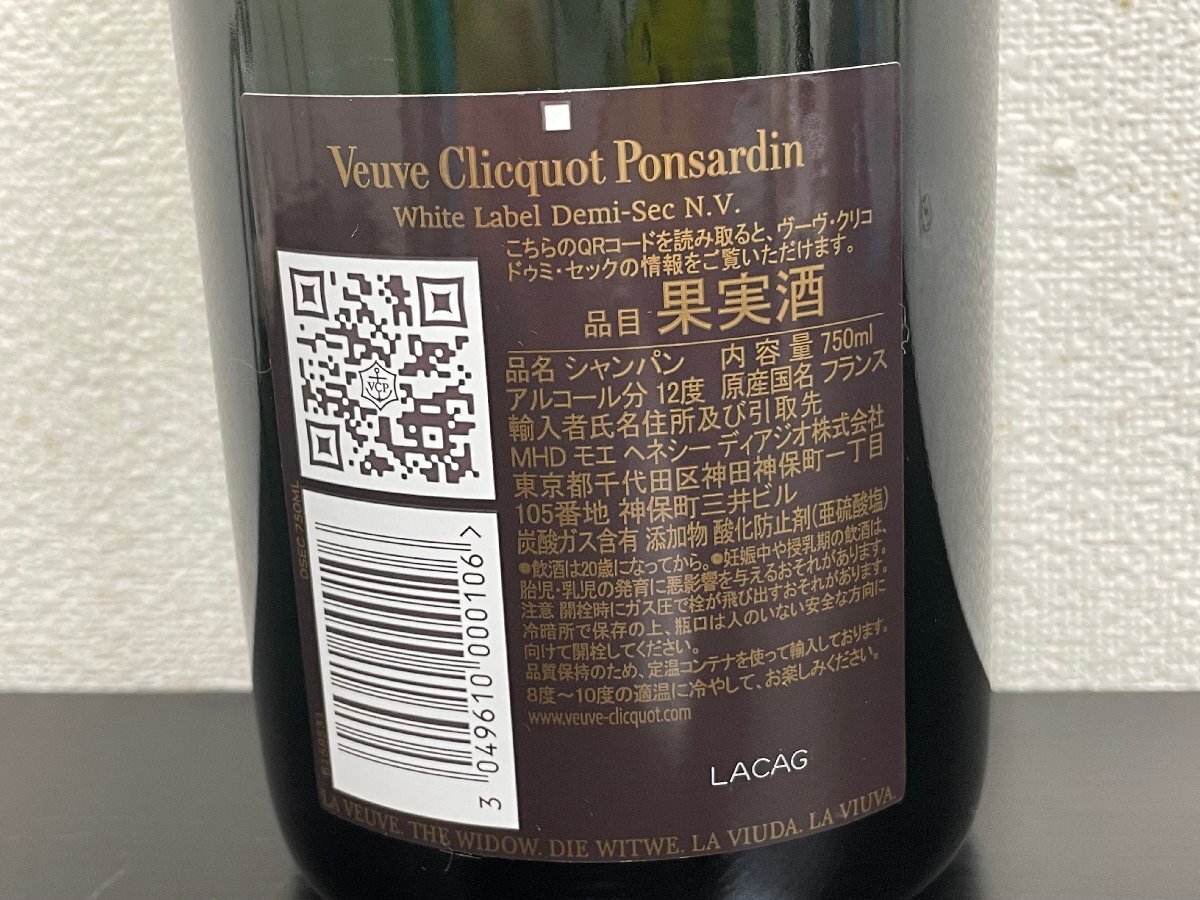 Veuve Clicquot Ponsardin
White Label Demi-Sec N.V.
こちらのQRコードを読み取ると、ヴーヴ・クリコ
ドゥミ・セックの情報をご覧いただけます。
品目 果実酒
品名 シャンパン 内容量 750ml
アルコール分 12度 原産国名 フランス
輸入者氏名住所及び引取先
MHD モエ ヘネシー ディアジオ株式会社
東京都千代田区神田神保町一丁目
105番地 神保町三井ビル
炭酸ガス含有 添加物 酸化防止剤(亜硫酸塩)
●飲酒は20歳になってから。●妊娠中や授乳期の飲酒は、
胎児・乳児の発育に悪影響を与えるおそれがあります。
注意 開栓時にガス圧で栓が飛び出すおそれがあります。
冷暗所で保存の上、瓶口は人のいない安全な方向に
向けて開栓してください。
品質保持のため、定温コンテナを使って輸入しております。
8度〜10度の適温に冷やして、お楽しみください。
www.veuve-clicquot.com
VCP
DSEC 750ML
3 049610 000106 >
LACAG
LA VEUVE. THE WIDOW. DIE WITWE. LA VIUDA. LA VIUVA.